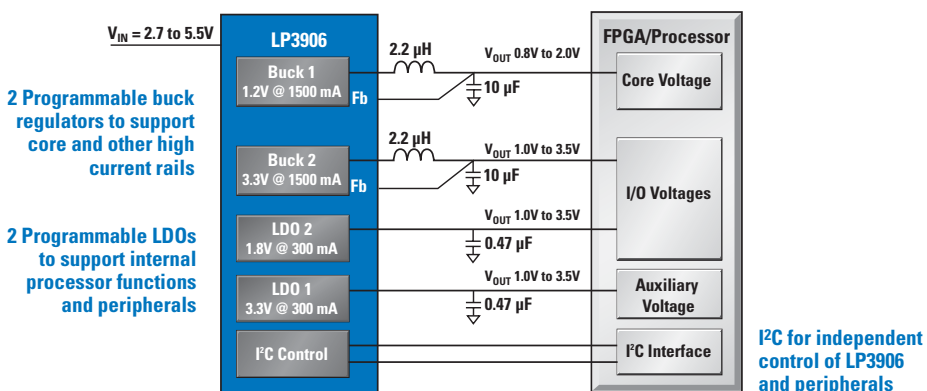 V_IN = 2.7 to 5.5V
LP3906
FPGA/Processor
Buck 1
1.2V @ 1500 mA
Fb
2.2 µH
V_OUT 0.8V to 2.0V
10 µF
Core Voltage
2 Programmable buck
regulators to support
core and other high
current rails
Buck 2
3.3V @ 1500 mA
Fb
2.2 µH
V_OUT 1.0V to 3.5V
10 µF
I/O Voltages
LDO 2
1.8V @ 300 mA
V_OUT 1.0V to 3.5V
0.47 µF
2 Programmable LDOs
to support internal
processor functions
and peripherals
LDO 1
3.3V @ 300 mA
V_OUT 1.0V to 3.5V
0.47 µF
Auxiliary
Voltage
I²C Control
I²C Interface
I²C for independent
control of LP3906
and peripherals